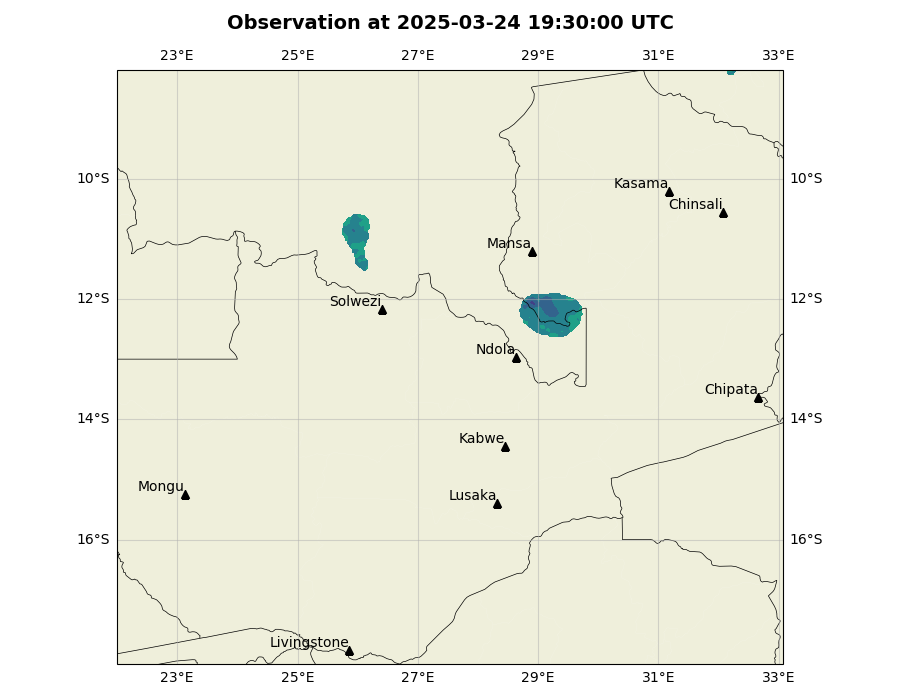 Observation at 2025-03-24 19:30:00 UTC
23°E 25°E 27°E 29°E 31°E 33°E
10°S 10°S
Kasama
Chinsali
Mansa
12°S 12°S
Solwezi
Ndola
Chipata
14°S 14°S
Kabwe
Mongu
Lusaka
16°S 16°S
Livingstone
23°E 25°E 27°E 29°E 31°E 33°E